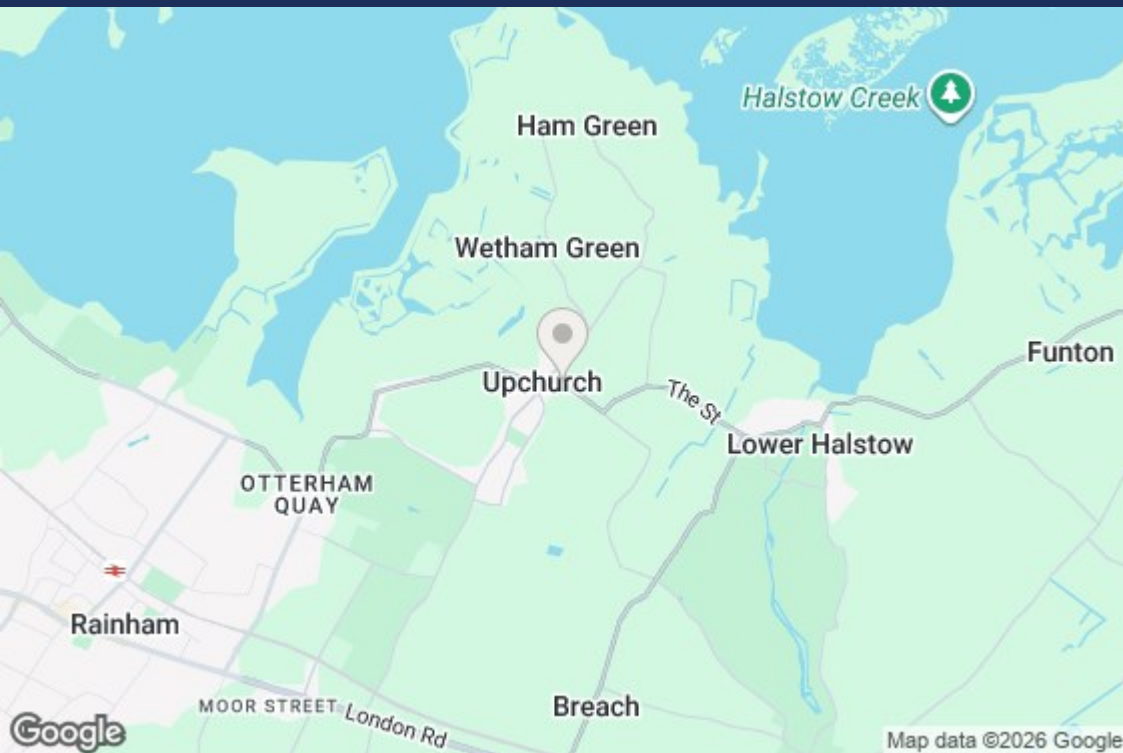 Ham Green
Halstow Creek
Wetham Green
Funton
Upchurch
The St
Lower Halstow
OTTERHAM
QUAY
Rainham
MOOR STREET
London Rd
Breach
Google
Map data ©2026 Google